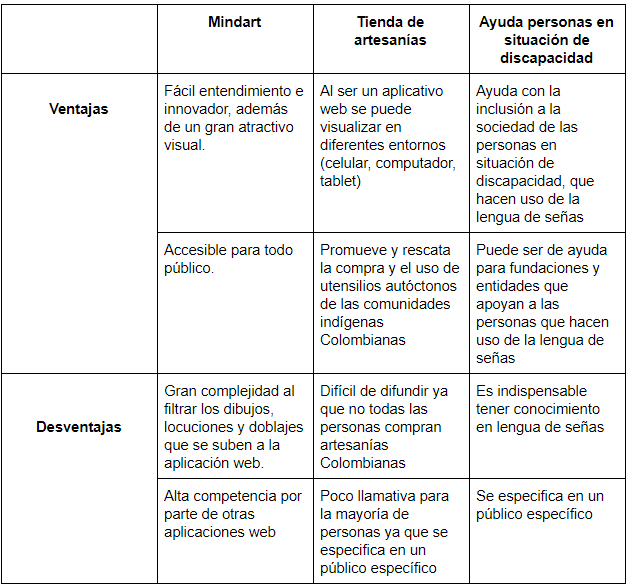 Mindart
Tienda de
artesanías
Ayuda personas en
situación de
discapacidad
Ventajas
Fácil entendimiento e
innovador, además
de un gran atractivo
visual.
Al ser un aplicativo
web se puede
visualizar en
diferentes entornos
(celular, computador,
tablet)
Ayuda con la
inclusión a la
sociedad de las
personas en
situación de
discapacidad, que
hacen uso de la
lengua de señas
Accesible para todo
público.
Promueve y rescata
la compra y el uso de
utensilios autóctonos
de las comunidades
indígenas
Colombianas
Puede ser de ayuda
para fundaciones y
entidades que
apoyan a las
personas que hacen
uso de la lengua de
señas
Desventajas
Gran complejidad al
filtrar los dibujos,
locuciones y doblajes
que se suben a la
aplicación web.
Difícil de difundir ya
que no todas las
personas compran
artesanías
Colombianas
Es indispensable
tener conocimiento
en lengua de señas
Alta competencia por
parte de otras
aplicaciones web
Poco llamativa para
la mayoría de
personas ya que se
especifica en un
público específico
Se especifica en un
público específico